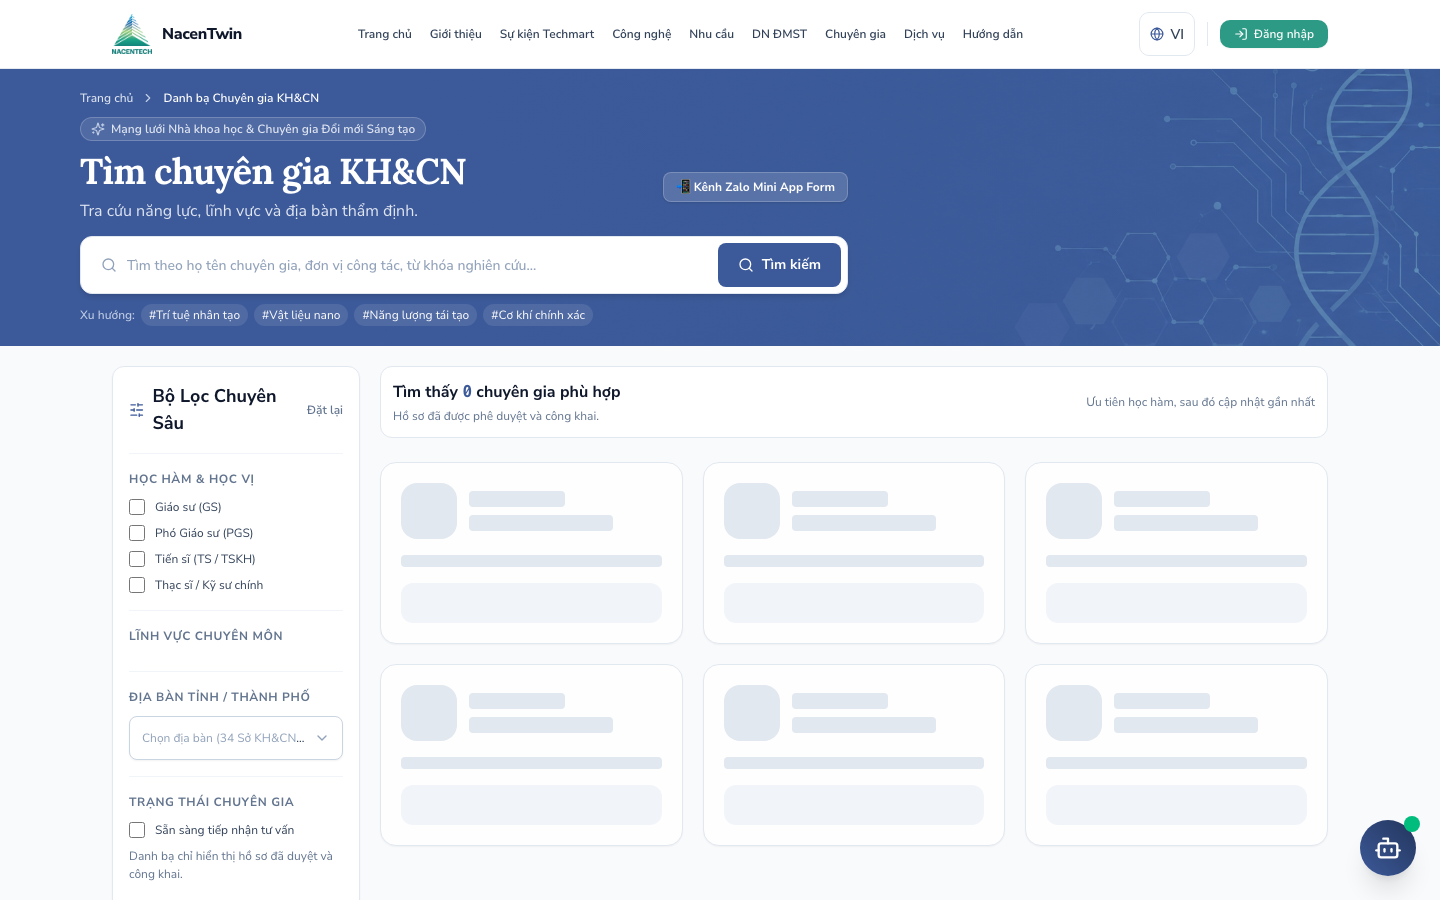 NACENTECH
NacenTwin
Trang chủ
Giới thiệu
Sự kiện Techmart
Công nghệ
Nhu cầu
DN ĐMST
Chuyên gia
Dịch vụ
Hướng dẫn
VI
Đăng nhập
Trang chủ
Danh bạ Chuyên gia KH&CN
Mạng lưới Nhà khoa học & Chuyên gia Đổi mới Sáng tạo
Tìm chuyên gia KH&CN
Kênh Zalo Mini App Form
Tra cứu năng lực, lĩnh vực và địa bàn thẩm định.
Tìm theo họ tên chuyên gia, đơn vị công tác, từ khóa nghiên cứu...
Tìm kiếm
Xu hướng:
#Trí tuệ nhân tạo
#Vật liệu nano
#Năng lượng tái tạo
#Cơ khí chính xác
Bộ Lọc Chuyên
Sâu
Đặt lại
HỌC HÀM & HỌC VỊ
Giáo sư (GS)
Phó Giáo sư (PGS)
Tiến sĩ (TS / TSKH)
Thạc sĩ / Kỹ sư chính
LĨNH VỰC CHUYÊN MÔN
ĐỊA BÀN TỈNH / THÀNH PHỐ
Chọn địa bàn (34 Sở KH&CN...
TRẠNG THÁI CHUYÊN GIA
Sẵn sàng tiếp nhận tư vấn
Danh bạ chỉ hiển thị hồ sơ đã duyệt và
công khai.
Tìm thấy 0 chuyên gia phù hợp
Hồ sơ đã được phê duyệt và công khai.
Ưu tiên học hàm, sau đó cập nhật gần nhất